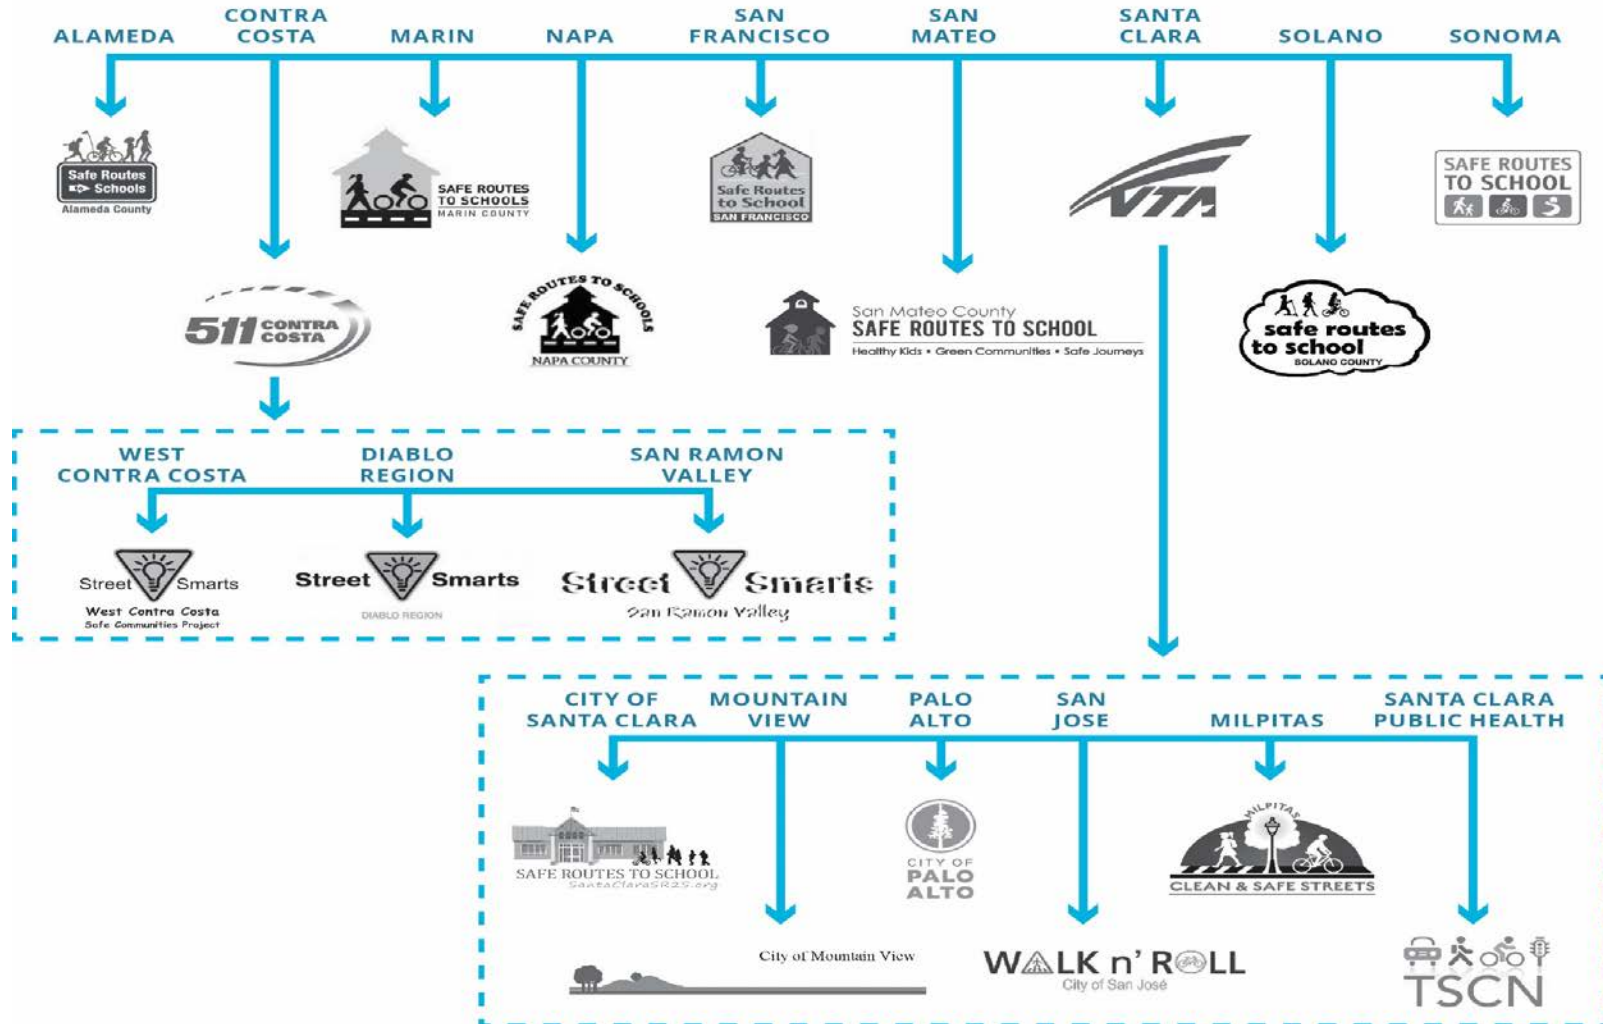 ALAMEDA
CONTRA
COSTA
MARIN
NAPA
SAN
FRANCISCO
SAN
MATEO
SANTA
CLARA
SOLANO
SONOMA
Safe Routes
to Schools
Alameda County
SAFE ROUTES
TO SCHOOLS
MARIN COUNTY
Safe Routes
to School
SAN FRANCISCO
VTA
SAFE ROUTES
TO SCHOOL
511 CONTRA
COSTA
SAFE ROUTES TO SCHOOLS
NAPA COUNTY
San Mateo County
SAFE ROUTES TO SCHOOL
Healthy Kids • Green Communities • Safe Journeys
safe routes
to school
SOLANO COUNTY
WEST
CONTRA COSTA
DIABLO
REGION
SAN RAMON
VALLEY
Street Smarts
West Contra Costa
Safe Communities Project
Street Smarts
DIABLO REGION
Street Smarts
San Ramon Valley
CITY OF
SANTA CLARA
MOUNTAIN
VIEW
PALO
ALTO
SAN
JOSE
MILPITAS
SANTA CLARA
PUBLIC HEALTH
SAFE ROUTES TO SCHOOL
SantaClaraSR2S.org
CITY OF
PALO
ALTO
MILPITAS
CLEAN & SAFE STREETS
City of Mountain View
WALK n' ROLL
City of San José
TSCN